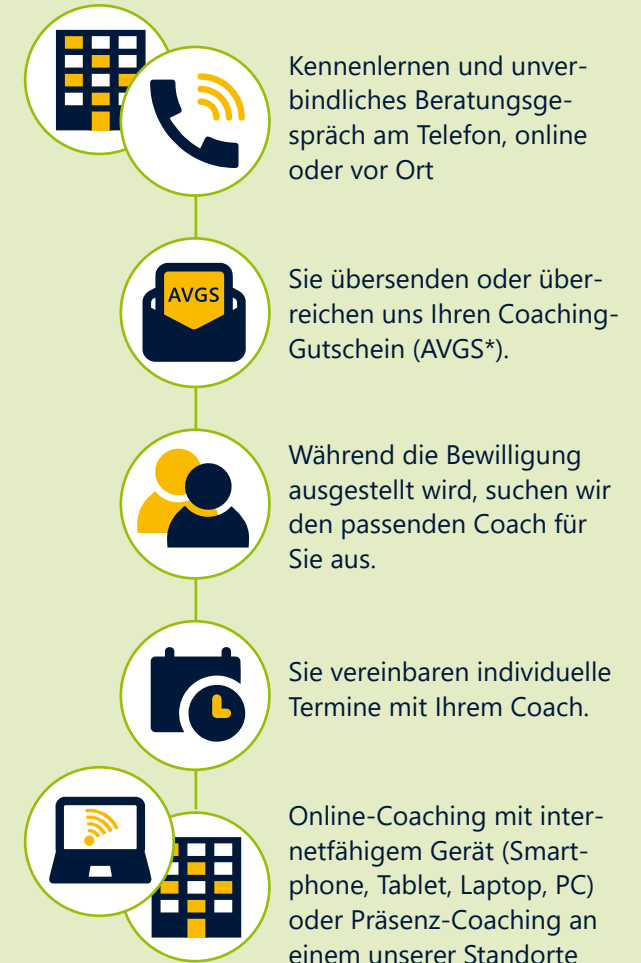 Kennenlernen und unver-
bindliches Beratungsge-
spräch am Telefon, online
oder vor Ort
AVGS
Sie übersenden oder über-
reichen uns Ihren Coaching-
Gutschein (AVGS*).
Während die Bewilligung
ausgestellt wird, suchen wir
den passenden Coach für
Sie aus.
Sie vereinbaren individuelle
Termine mit Ihrem Coach.
Online-Coaching mit inter-
netfähigem Gerät (Smart-
phone, Tablet, Laptop, PC)
oder Präsenz-Coaching an
einem unserer Standorte